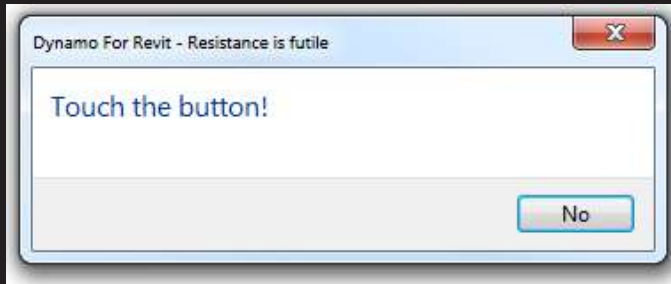 Dynamo For Revit - Resistance is futile
Touch the button!
No